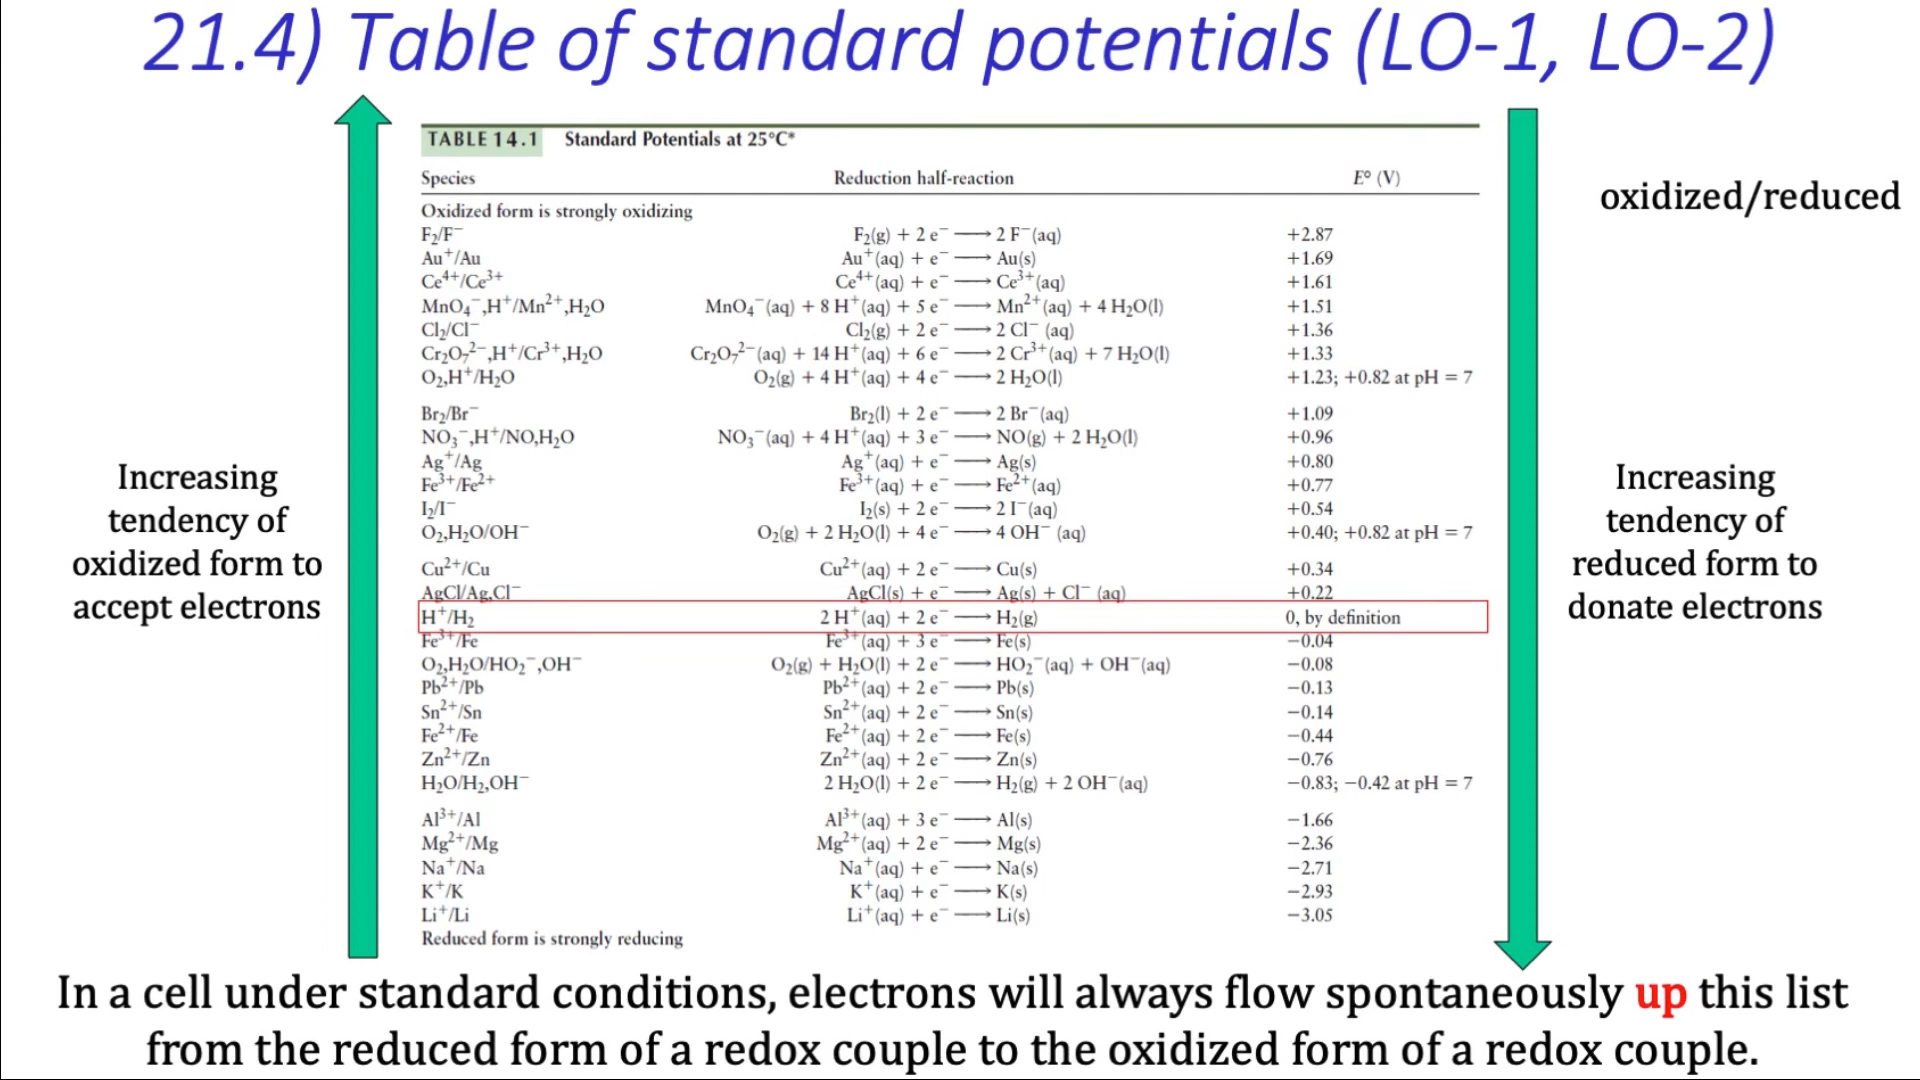 21.4) Table of standard potentials (LO-1, LO-2)
TABLE 14.1 Standard Potentials at 25°C*
Species Reduction half-reaction E° (V)
oxidized/reduced
Oxidized form is strongly oxidizing
F₂/F⁻ F₂(g) + 2 e⁻ ⟶ 2 F⁻(aq) +2.87
Au⁺/Au Au⁺(aq) + e⁻ ⟶ Au(s) +1.69
Ce⁴⁺/Ce³⁺ Ce⁴⁺(aq) + e⁻ ⟶ Ce³⁺(aq) +1.61
MnO₄⁻,H⁺/Mn²⁺,H₂O MnO₄⁻(aq) + 8 H⁺(aq) + 5 e⁻ ⟶ Mn²⁺(aq) + 4 H₂O(l) +1.51
Cl₂/Cl⁻ Cl₂(g) + 2 e⁻ ⟶ 2 Cl⁻ (aq) +1.36
Cr₂O₇²⁻,H⁺/Cr³⁺,H₂O Cr₂O₇²⁻(aq) + 14 H⁺(aq) + 6 e⁻ ⟶ 2 Cr³⁺(aq) + 7 H₂O(l) +1.33
O₂,H⁺/H₂O O₂(g) + 4 H⁺(aq) + 4 e⁻ ⟶ 2 H₂O(l) +1.23; +0.82 at pH = 7
Br₂/Br⁻ Br₂(l) + 2 e⁻ ⟶ 2 Br⁻(aq) +1.09
NO₃⁻,H⁺/NO,H₂O NO₃⁻(aq) + 4 H⁺(aq) + 3 e⁻ ⟶ NO(g) + 2 H₂O(l) +0.96
Ag⁺/Ag Ag⁺(aq) + e⁻ ⟶ Ag(s) +0.80
Fe³⁺/Fe²⁺ Fe³⁺(aq) + e⁻ ⟶ Fe²⁺(aq) +0.77
I₂/I⁻ I₂(s) + 2 e⁻ ⟶ 2 I⁻(aq) +0.54
O₂,H₂O/OH⁻ O₂(g) + 2 H₂O(l) + 4 e⁻ ⟶ 4 OH⁻ (aq) +0.40; +0.82 at pH = 7
Cu²⁺/Cu Cu²⁺(aq) + 2 e⁻ ⟶ Cu(s) +0.34
AgCl/Ag,Cl⁻ AgCl(s) + e⁻ ⟶ Ag(s) + Cl⁻ (aq) +0.22
H⁺/H₂ 2 H⁺(aq) + 2 e⁻ ⟶ H₂(g) 0, by definition
Fe³⁺/Fe Fe³⁺(aq) + 3 e⁻ ⟶ Fe(s) −0.04
O₂,H₂O/HO₂⁻,OH⁻ O₂(g) + H₂O(l) + 2 e⁻ ⟶ HO₂⁻(aq) + OH⁻(aq) −0.08
Pb²⁺/Pb Pb²⁺(aq) + 2 e⁻ ⟶ Pb(s) −0.13
Sn²⁺/Sn Sn²⁺(aq) + 2 e⁻ ⟶ Sn(s) −0.14
Fe²⁺/Fe Fe²⁺(aq) + 2 e⁻ ⟶ Fe(s) −0.44
Zn²⁺/Zn Zn²⁺(aq) + 2 e⁻ ⟶ Zn(s) −0.76
H₂O/H₂,OH⁻ 2 H₂O(l) + 2 e⁻ ⟶ H₂(g) + 2 OH⁻(aq) −0.83; −0.42 at pH = 7
Al³⁺/Al Al³⁺(aq) + 3 e⁻ ⟶ Al(s) −1.66
Mg²⁺/Mg Mg²⁺(aq) + 2 e⁻ ⟶ Mg(s) −2.36
Na⁺/Na Na⁺(aq) + e⁻ ⟶ Na(s) −2.71
K⁺/K K⁺(aq) + e⁻ ⟶ K(s) −2.93
Li⁺/Li Li⁺(aq) + e⁻ ⟶ Li(s) −3.05
Reduced form is strongly reducing
Increasing
tendency of
oxidized form to
accept electrons
Increasing
tendency of
reduced form to
donate electrons
In a cell under standard conditions, electrons will always flow spontaneously up this list
from the reduced form of a redox couple to the oxidized form of a redox couple.